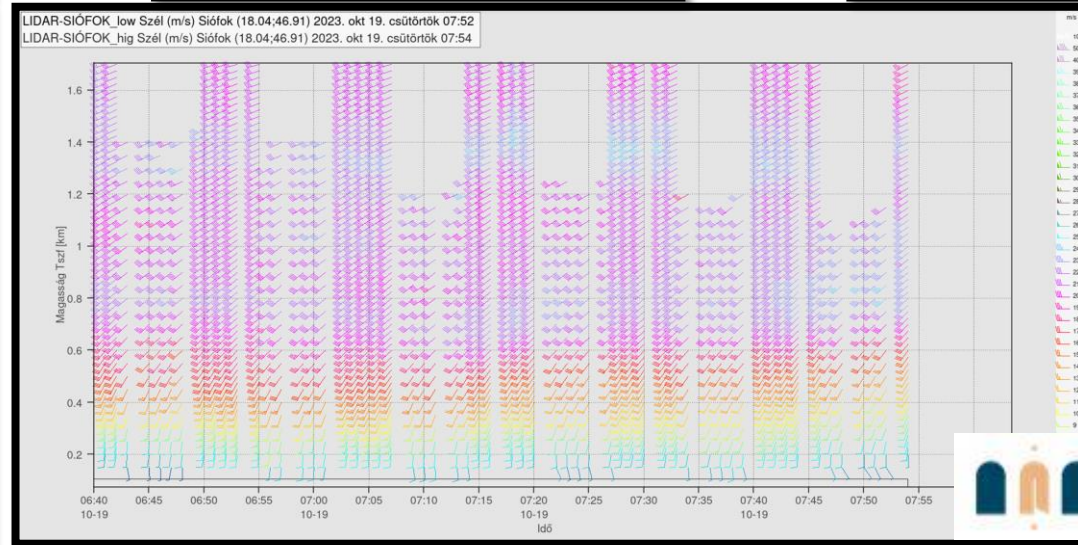 LIDAR-SIÓFOK_low Szél (m/s) Siófok (18.04;46.91) 2023. okt 19. csütörtök 07:52
LIDAR-SIÓFOK_hig Szél (m/s) Siófok (18.04;46.91) 2023. okt 19. csütörtök 07:54
m/s
1.6
1.4
1.2
1
0.8
0.6
0.4
0.2
Magasság Tszf [km]
06:40 06:45 06:50 06:55 07:00 07:05 07:10 07:15 07:20 07:25 07:30 07:35 07:40 07:45 07:50 07:55
10-19 10-19 10-19 10-19
Idő